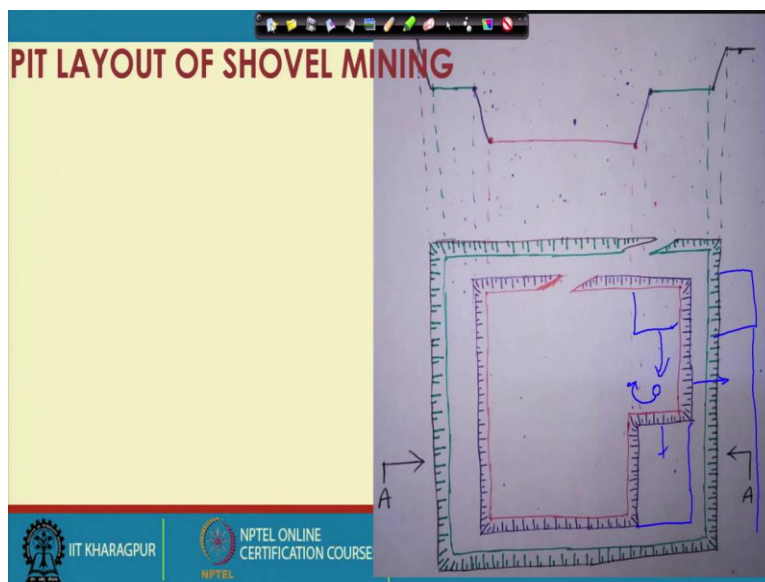 PIT LAYOUT OF SHOVEL MINING
A
A
IIT KHARAGPUR
NPTEL
NPTEL ONLINE
CERTIFICATION COURSE